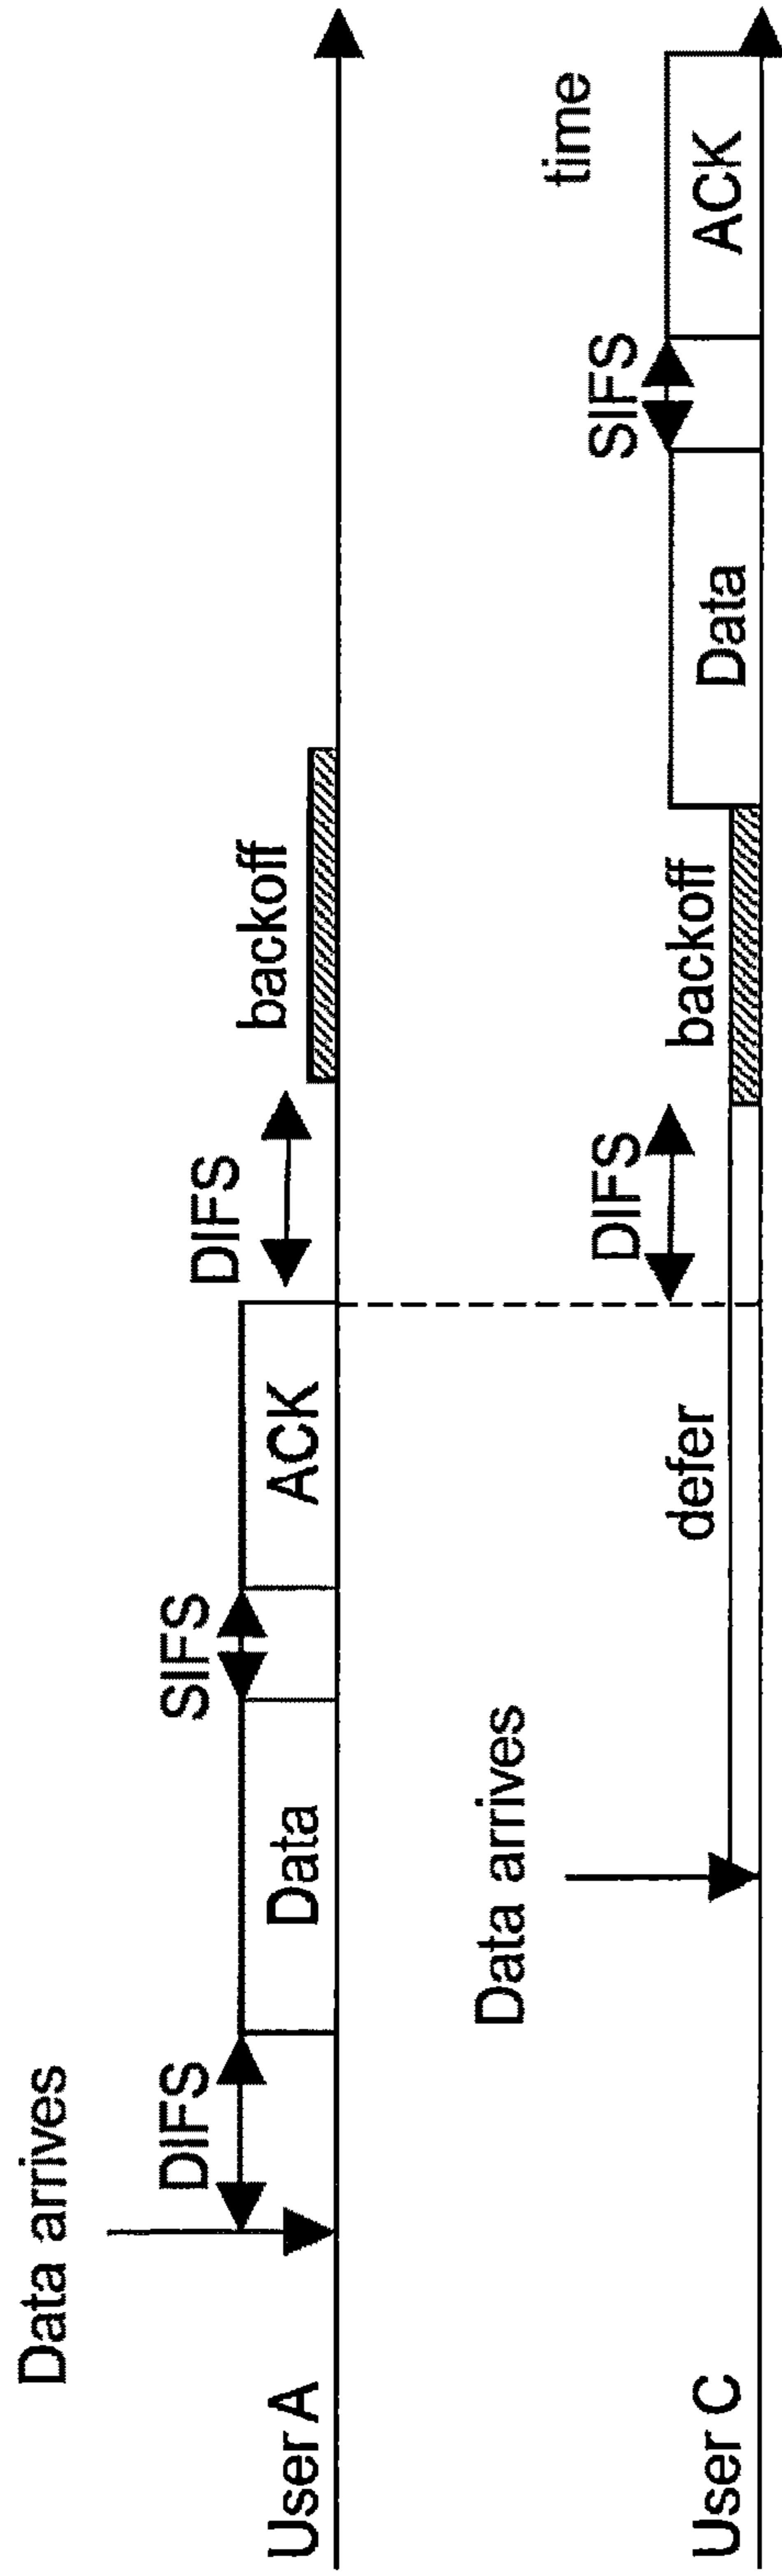 Data arrives
DIFS
SIFS
DIFS
backoff
User A
Data
ACK
Data arrives
time
SIFS
DIFS
defer
backoff
User C
Data
ACK